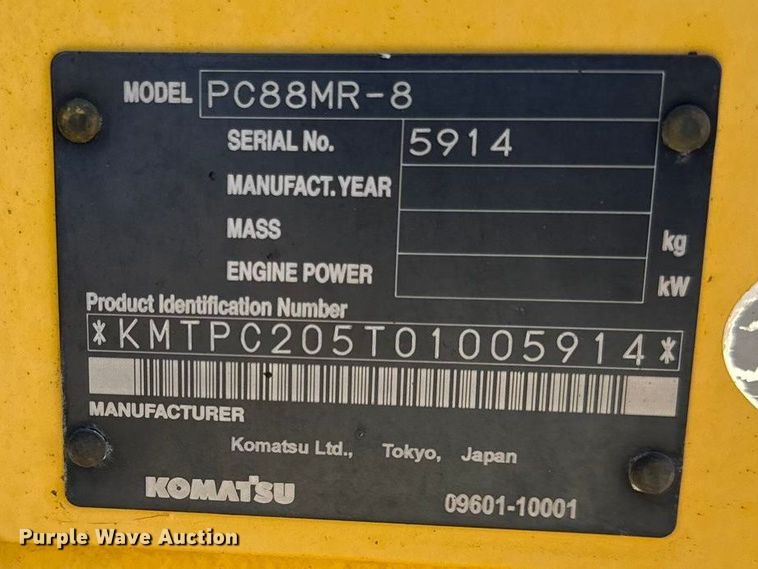 MODEL PC88MR-8
SERIAL No. 5914
MANUFACT. YEAR
MASS kg
ENGINE POWER kW
Product Identification Number
*KMTPC205T01005914*
MANUFACTURER
Komatsu Ltd., Tokyo, Japan
KOMATSU 09601-10001
Purple Wave Auction